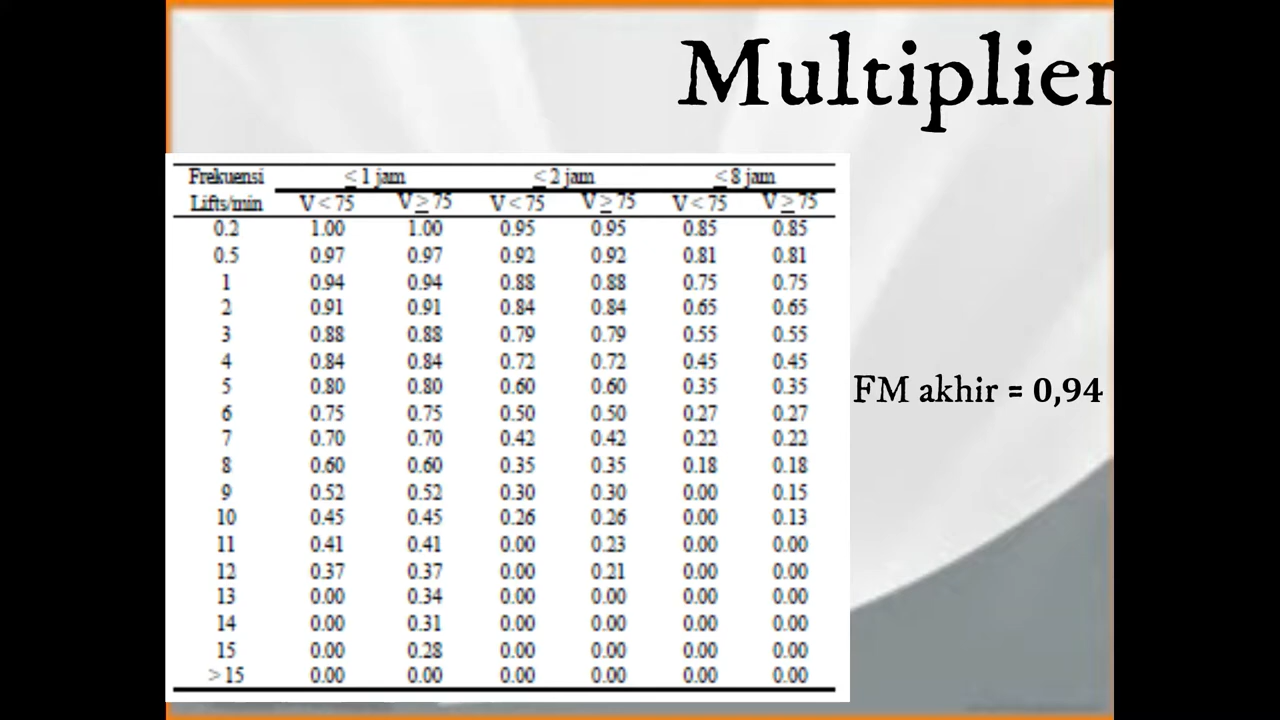 Multiplier
Frekuensi ≤ 1 jam ≤ 2 jam ≤ 8 jam
Lifts/min V < 75 V ≥ 75 V < 75 V ≥ 75 V < 75 V ≥ 75
0.2 1.00 1.00 0.95 0.95 0.85 0.85
0.5 0.97 0.97 0.92 0.92 0.81 0.81
1 0.94 0.94 0.88 0.88 0.75 0.75
2 0.91 0.91 0.84 0.84 0.65 0.65
3 0.88 0.88 0.79 0.79 0.55 0.55
4 0.84 0.84 0.72 0.72 0.45 0.45
5 0.80 0.80 0.60 0.60 0.35 0.35
FM akhir = 0,94
6 0.75 0.75 0.50 0.50 0.27 0.27
7 0.70 0.70 0.42 0.42 0.22 0.22
8 0.60 0.60 0.35 0.35 0.18 0.18
9 0.52 0.52 0.30 0.30 0.00 0.15
10 0.45 0.45 0.26 0.26 0.00 0.13
11 0.41 0.41 0.00 0.23 0.00 0.00
12 0.37 0.37 0.00 0.21 0.00 0.00
13 0.00 0.34 0.00 0.00 0.00 0.00
14 0.00 0.31 0.00 0.00 0.00 0.00
15 0.00 0.28 0.00 0.00 0.00 0.00
> 15 0.00 0.00 0.00 0.00 0.00 0.00